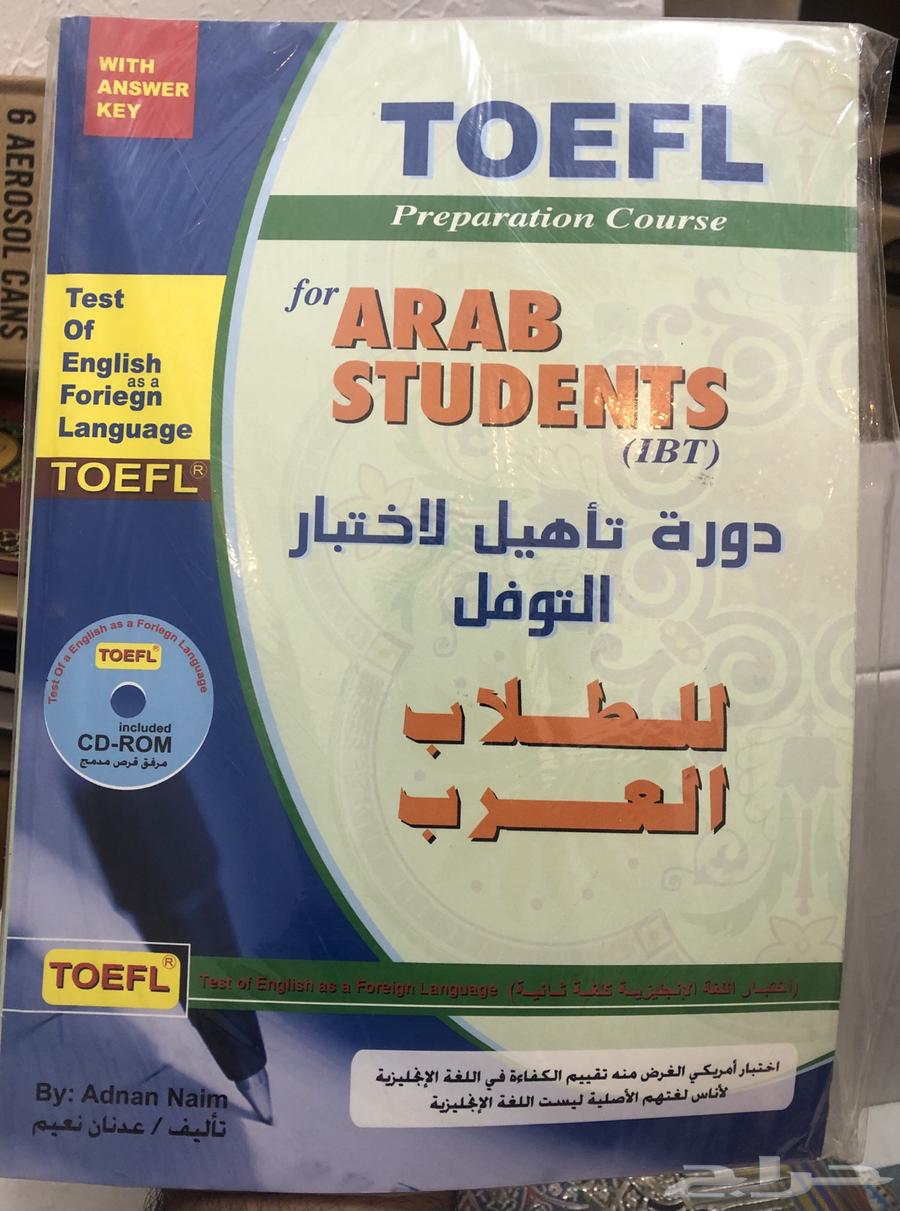 WITH
ANSWER
KEY
6 AEROSOL CANS
TOEFL
Preparation Course
for ARAB
STUDENTS
(IBT)
Test
Of
English
as a
Foriegn
Language
TOEFL®
دورة تأهيل لاختبار
التوفل
للطلاب
العرب
Test Of a English as a Foriegn Language
TOEFL®
included
CD-ROM
مرفق قرص مدمج
TOEFL®
Test of English as a Foreign Language (اختبار اللغة الإنجليزية كلغة ثانية)
اختبار أمريكي الغرض منه تقييم الكفاءة في اللغة الإنجليزية
لأناس لغتهم الأصلية ليست اللغة الإنجليزية
By: Adnan Naim
تأليف / عدنان نعيم
حراج